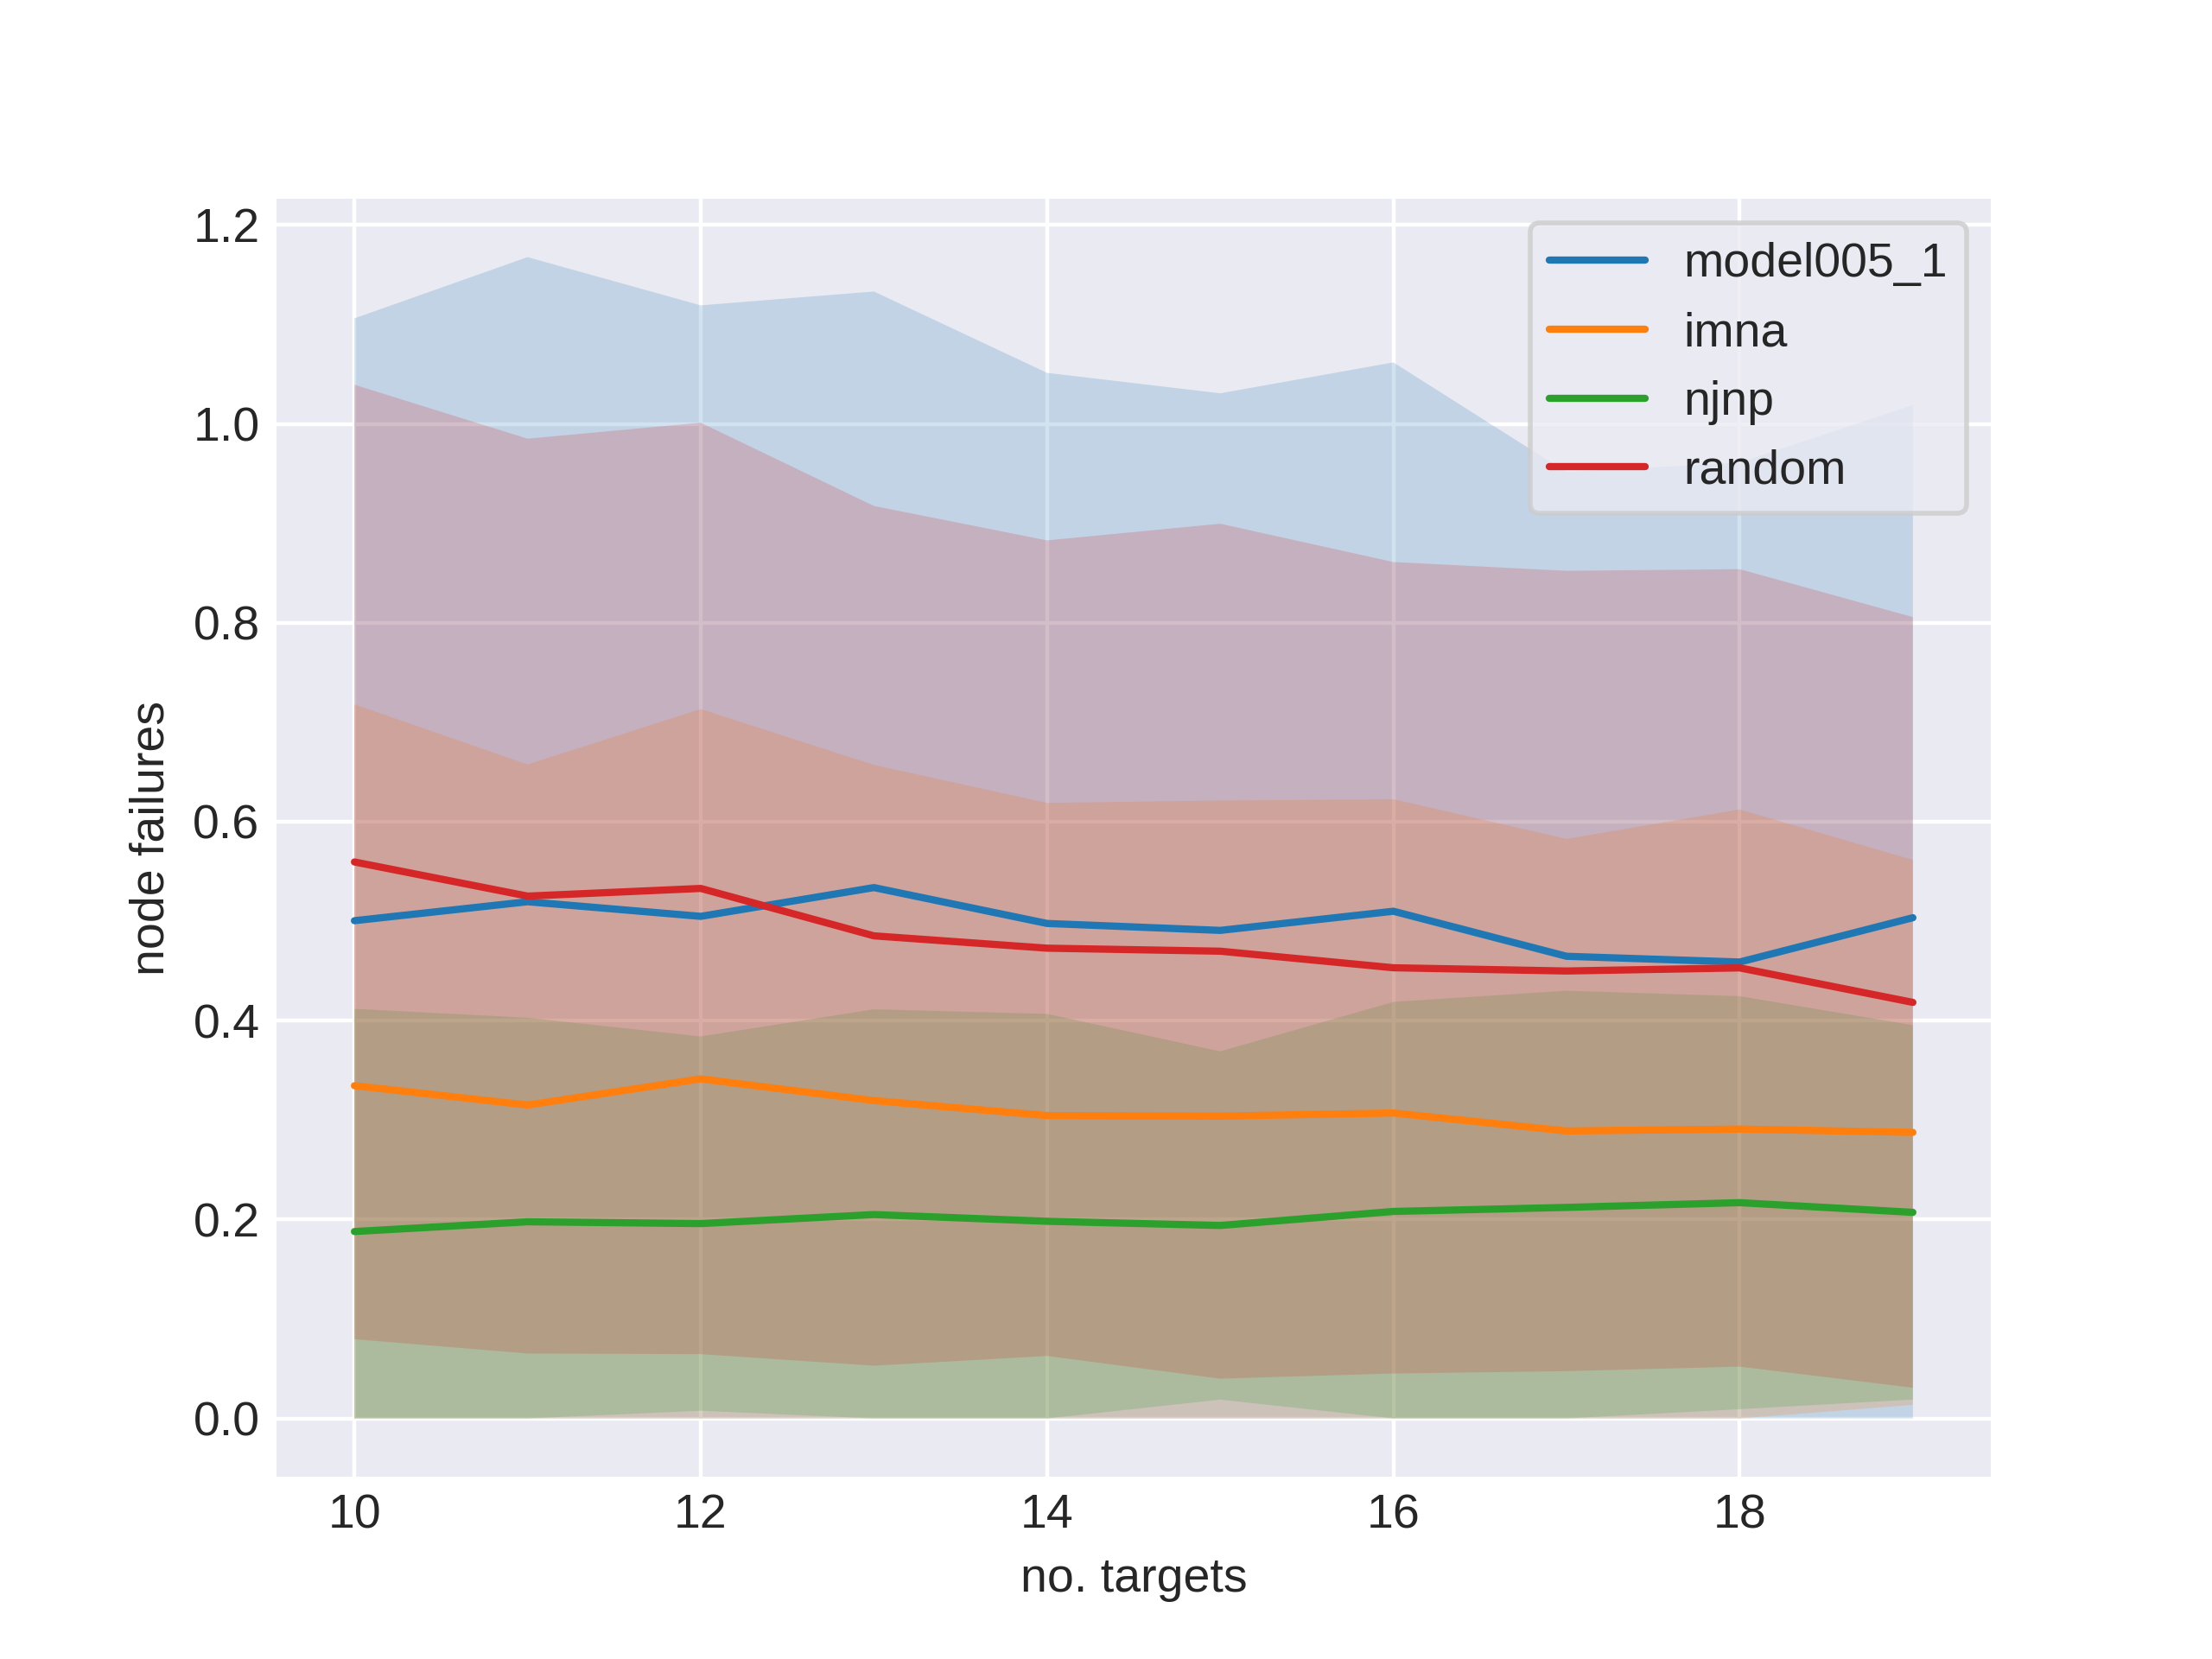 1.2
1.0
0.8
0.6
0.4
0.2
0.0
node failures
10 12 14 16 18
no. targets
model005_1
imna
njnp
random